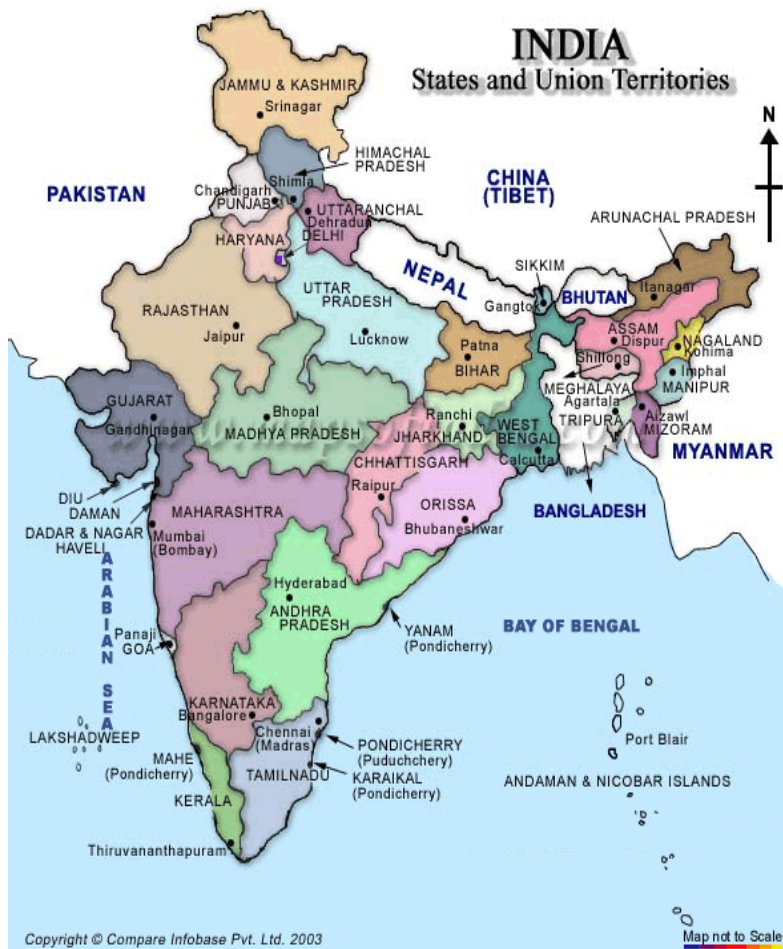 INDIA
States and Union Territories
N
JAMMU & KASHMIR
Srinagar
HIMACHAL
PRADESH
Shimla
PAKISTAN
Chandigarh
PUNJAB
CHINA
(TIBET)
UTTARANCHAL
Dehradun
DELHI
HARYANA
ARUNACHAL PRADESH
Itanagar
SIKKIM
Gangtok
NEPAL
BHUTAN
RAJASTHAN
Jaipur
UTTAR
PRADESH
Lucknow
ASSAM
Dispur
NAGALAND
Kohima
Shillong
MEGHALAYA
Imphal
MANIPUR
Patna
BIHAR
Agartala
TRIPURA
Aizawl
MIZORAM
GUJARAT
Gandhinagar
Bhopal
MADHYA PRADESH
Ranchi
JHARKHAND
WEST
BENGAL
Calcutta
MYANMAR
CHHATTISGARH
Raipur
BANGLADESH
DIU
DAMAN
DADAR & NAGAR
HAVELI
MAHARASHTRA
Mumbai
(Bombay)
ORISSA
Bhubaneshwar
ARABIAN SEA
Hyderabad
ANDHRA
PRADESH
YANAM
(Pondicherry)
BAY OF BENGAL
Panaji
GOA
KARNATAKA
Bangalore
LAKSHADWEEP
Chennai
(Madras)
PONDICHERRY
(Puduchchery)
MAHE
(Pondicherry)
TAMILNADU
KARAIKAL
(Pondicherry)
Port Blair
ANDAMAN & NICOBAR ISLANDS
KERALA
Thiruvananthapuram
Copyright © Compare Infobase Pvt. Ltd. 2003
Map not to Scale